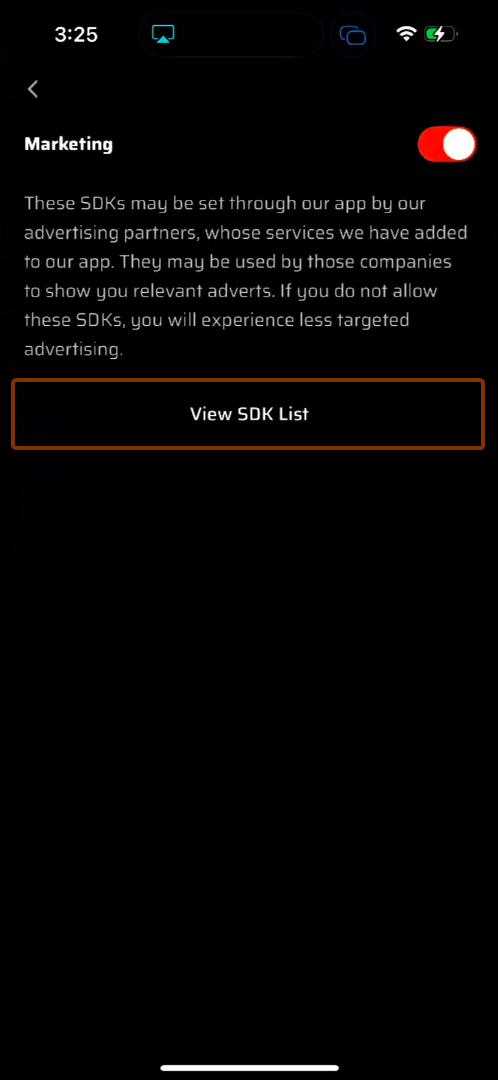 3:25
Marketing
These SDKs may be set through our app by our
advertising partners, whose services we have added
to our app. They may be used by those companies
to show you relevant adverts. If you do not allow
these SDKs, you will experience less targeted
advertising.
View SDK List